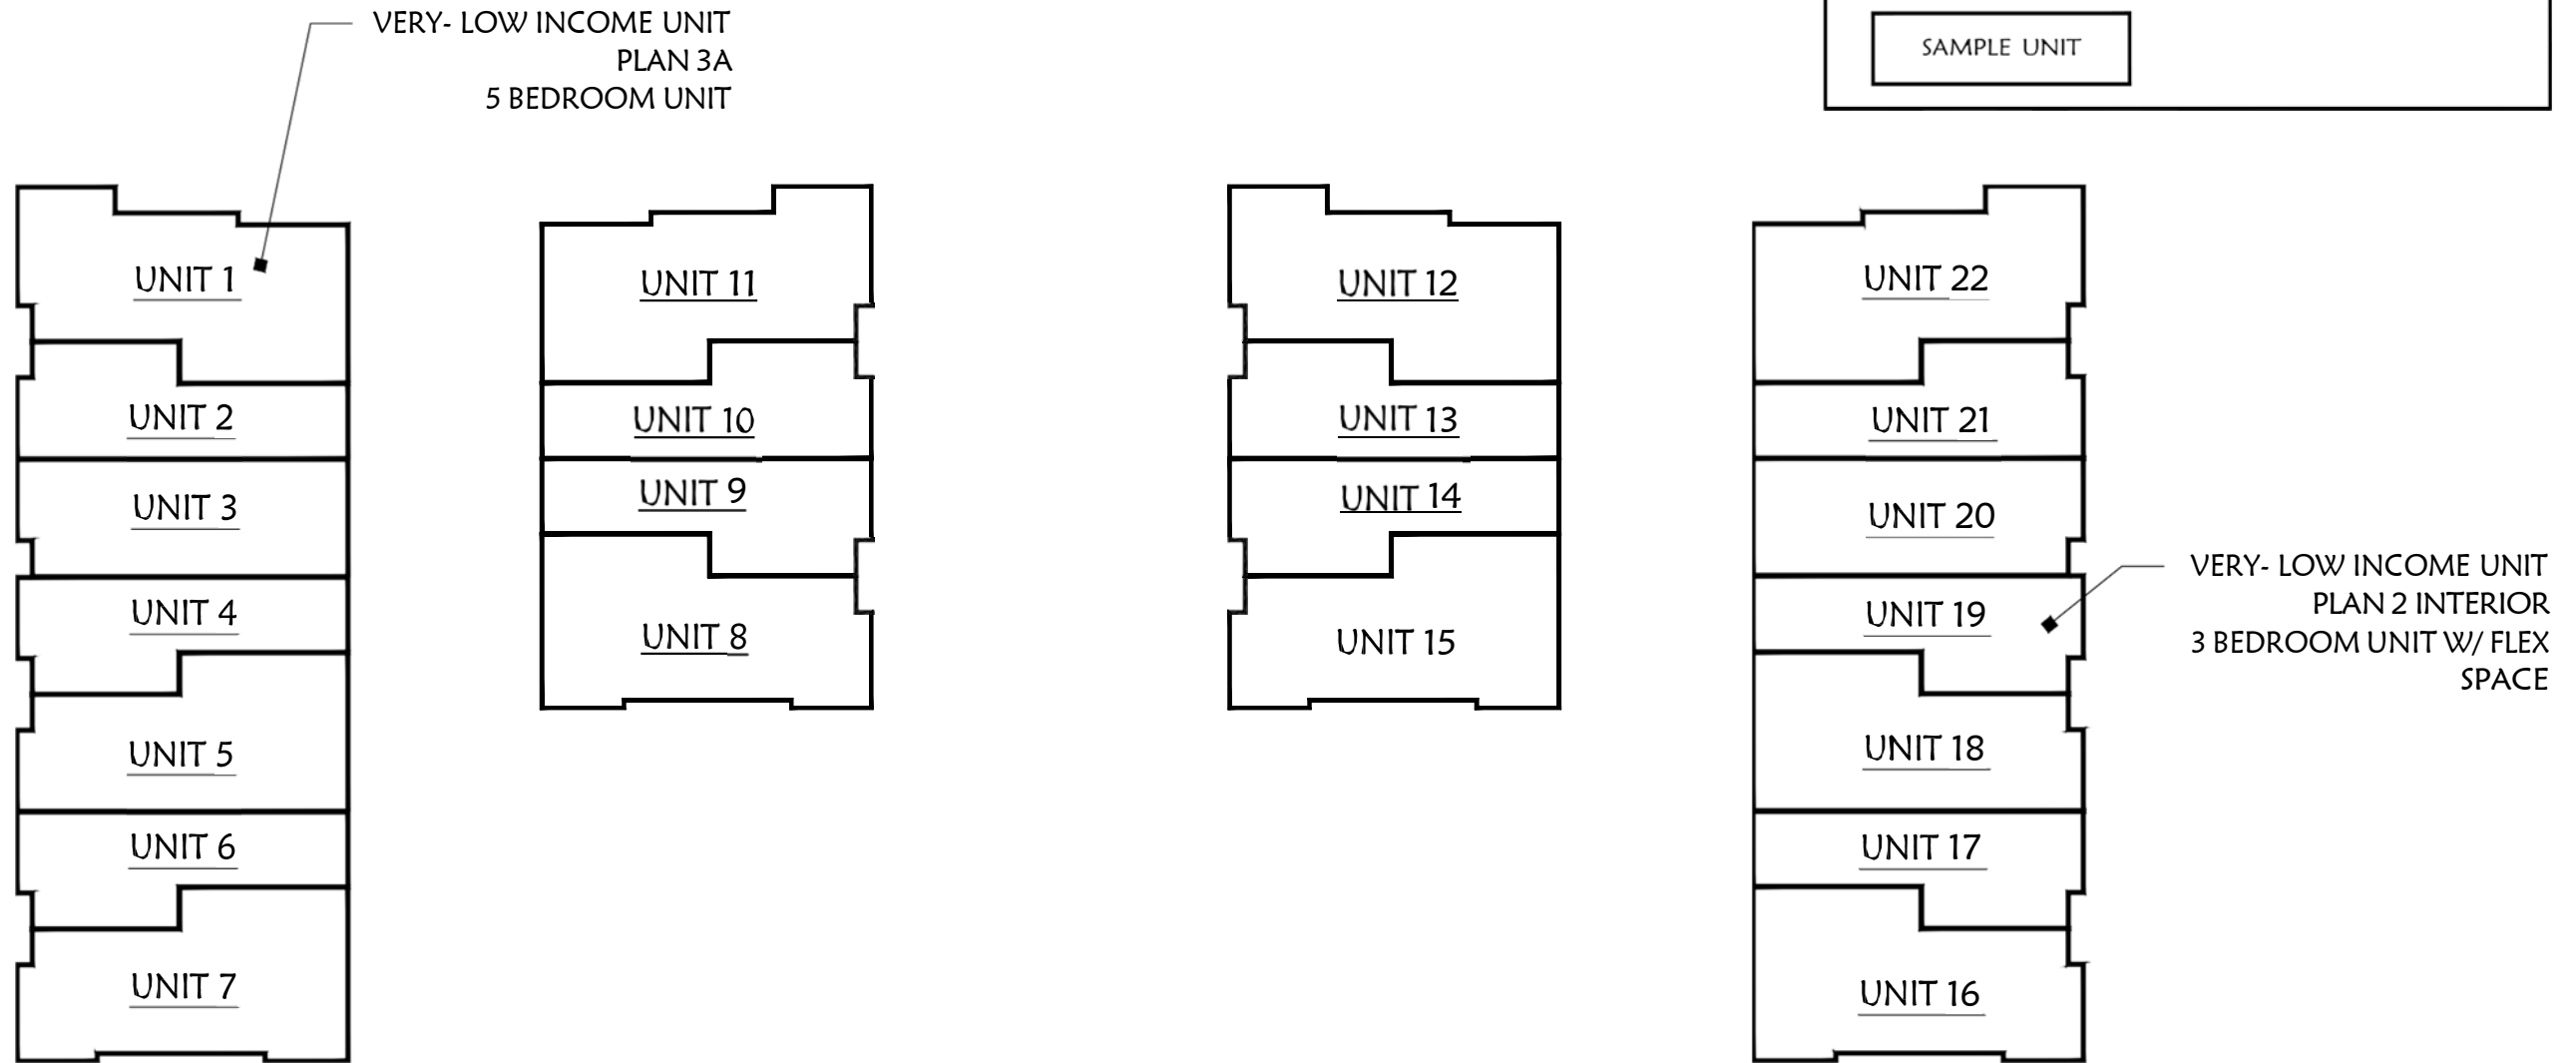 VERY- LOW INCOME UNIT
PLAN 3A
5 BEDROOM UNIT
SAMPLE UNIT
UNIT 1
UNIT 2
UNIT 3
UNIT 4
UNIT 5
UNIT 6
UNIT 7
UNIT 11
UNIT 10
UNIT 9
UNIT 8
UNIT 12
UNIT 13
UNIT 14
UNIT 15
UNIT 22
UNIT 21
UNIT 20
UNIT 19
UNIT 18
UNIT 17
UNIT 16
VERY- LOW INCOME UNIT
PLAN 2 INTERIOR
3 BEDROOM UNIT W/ FLEX
SPACE